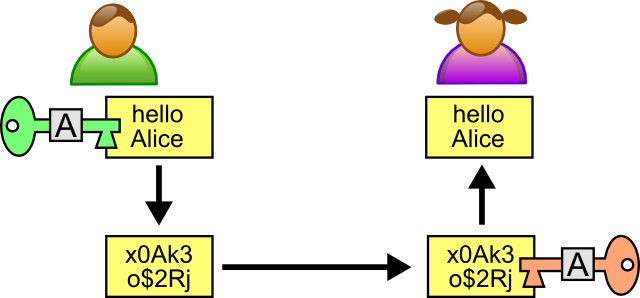 A
hello
Alice
hello
Alice
x0Ak3
o$2Rj
x0Ak3
o$2Rj
A